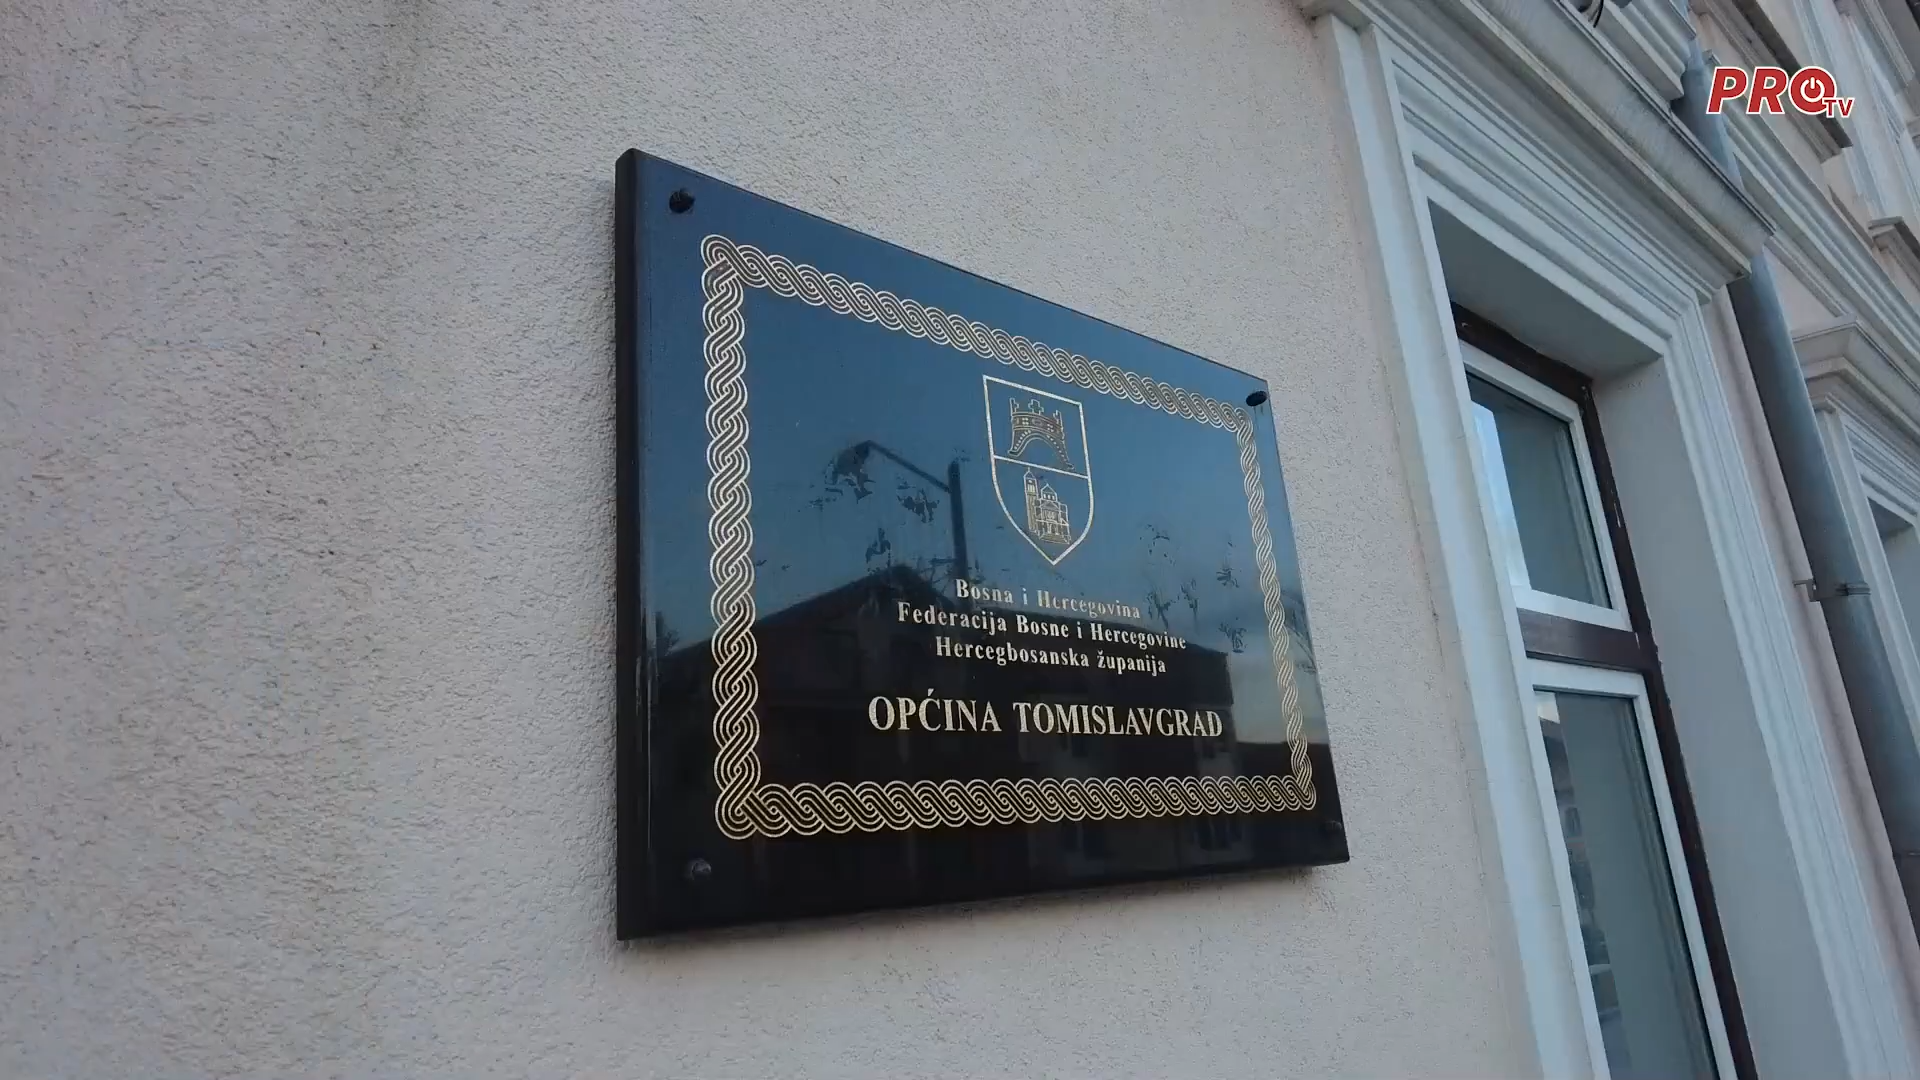 PRO TV
Bosna i Hercegovina
Federacija Bosne i Hercegovine
Hercegbosanska županija
OPĆINA TOMISLAVGRAD